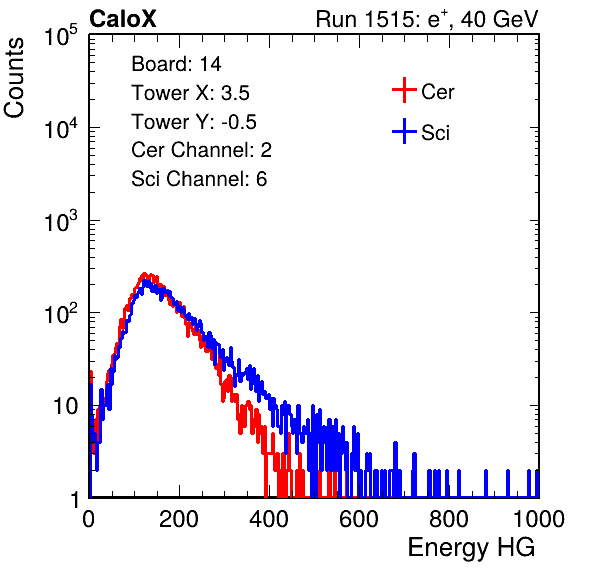 CaloX Run 1515: e⁺, 40 GeV
Counts
Board: 14
Tower X: 3.5
Tower Y: -0.5
Cer Channel: 2
Sci Channel: 6
Cer
Sci
10⁵
10⁴
10³
10²
10
1
0 200 400 600 800 1000
Energy HG